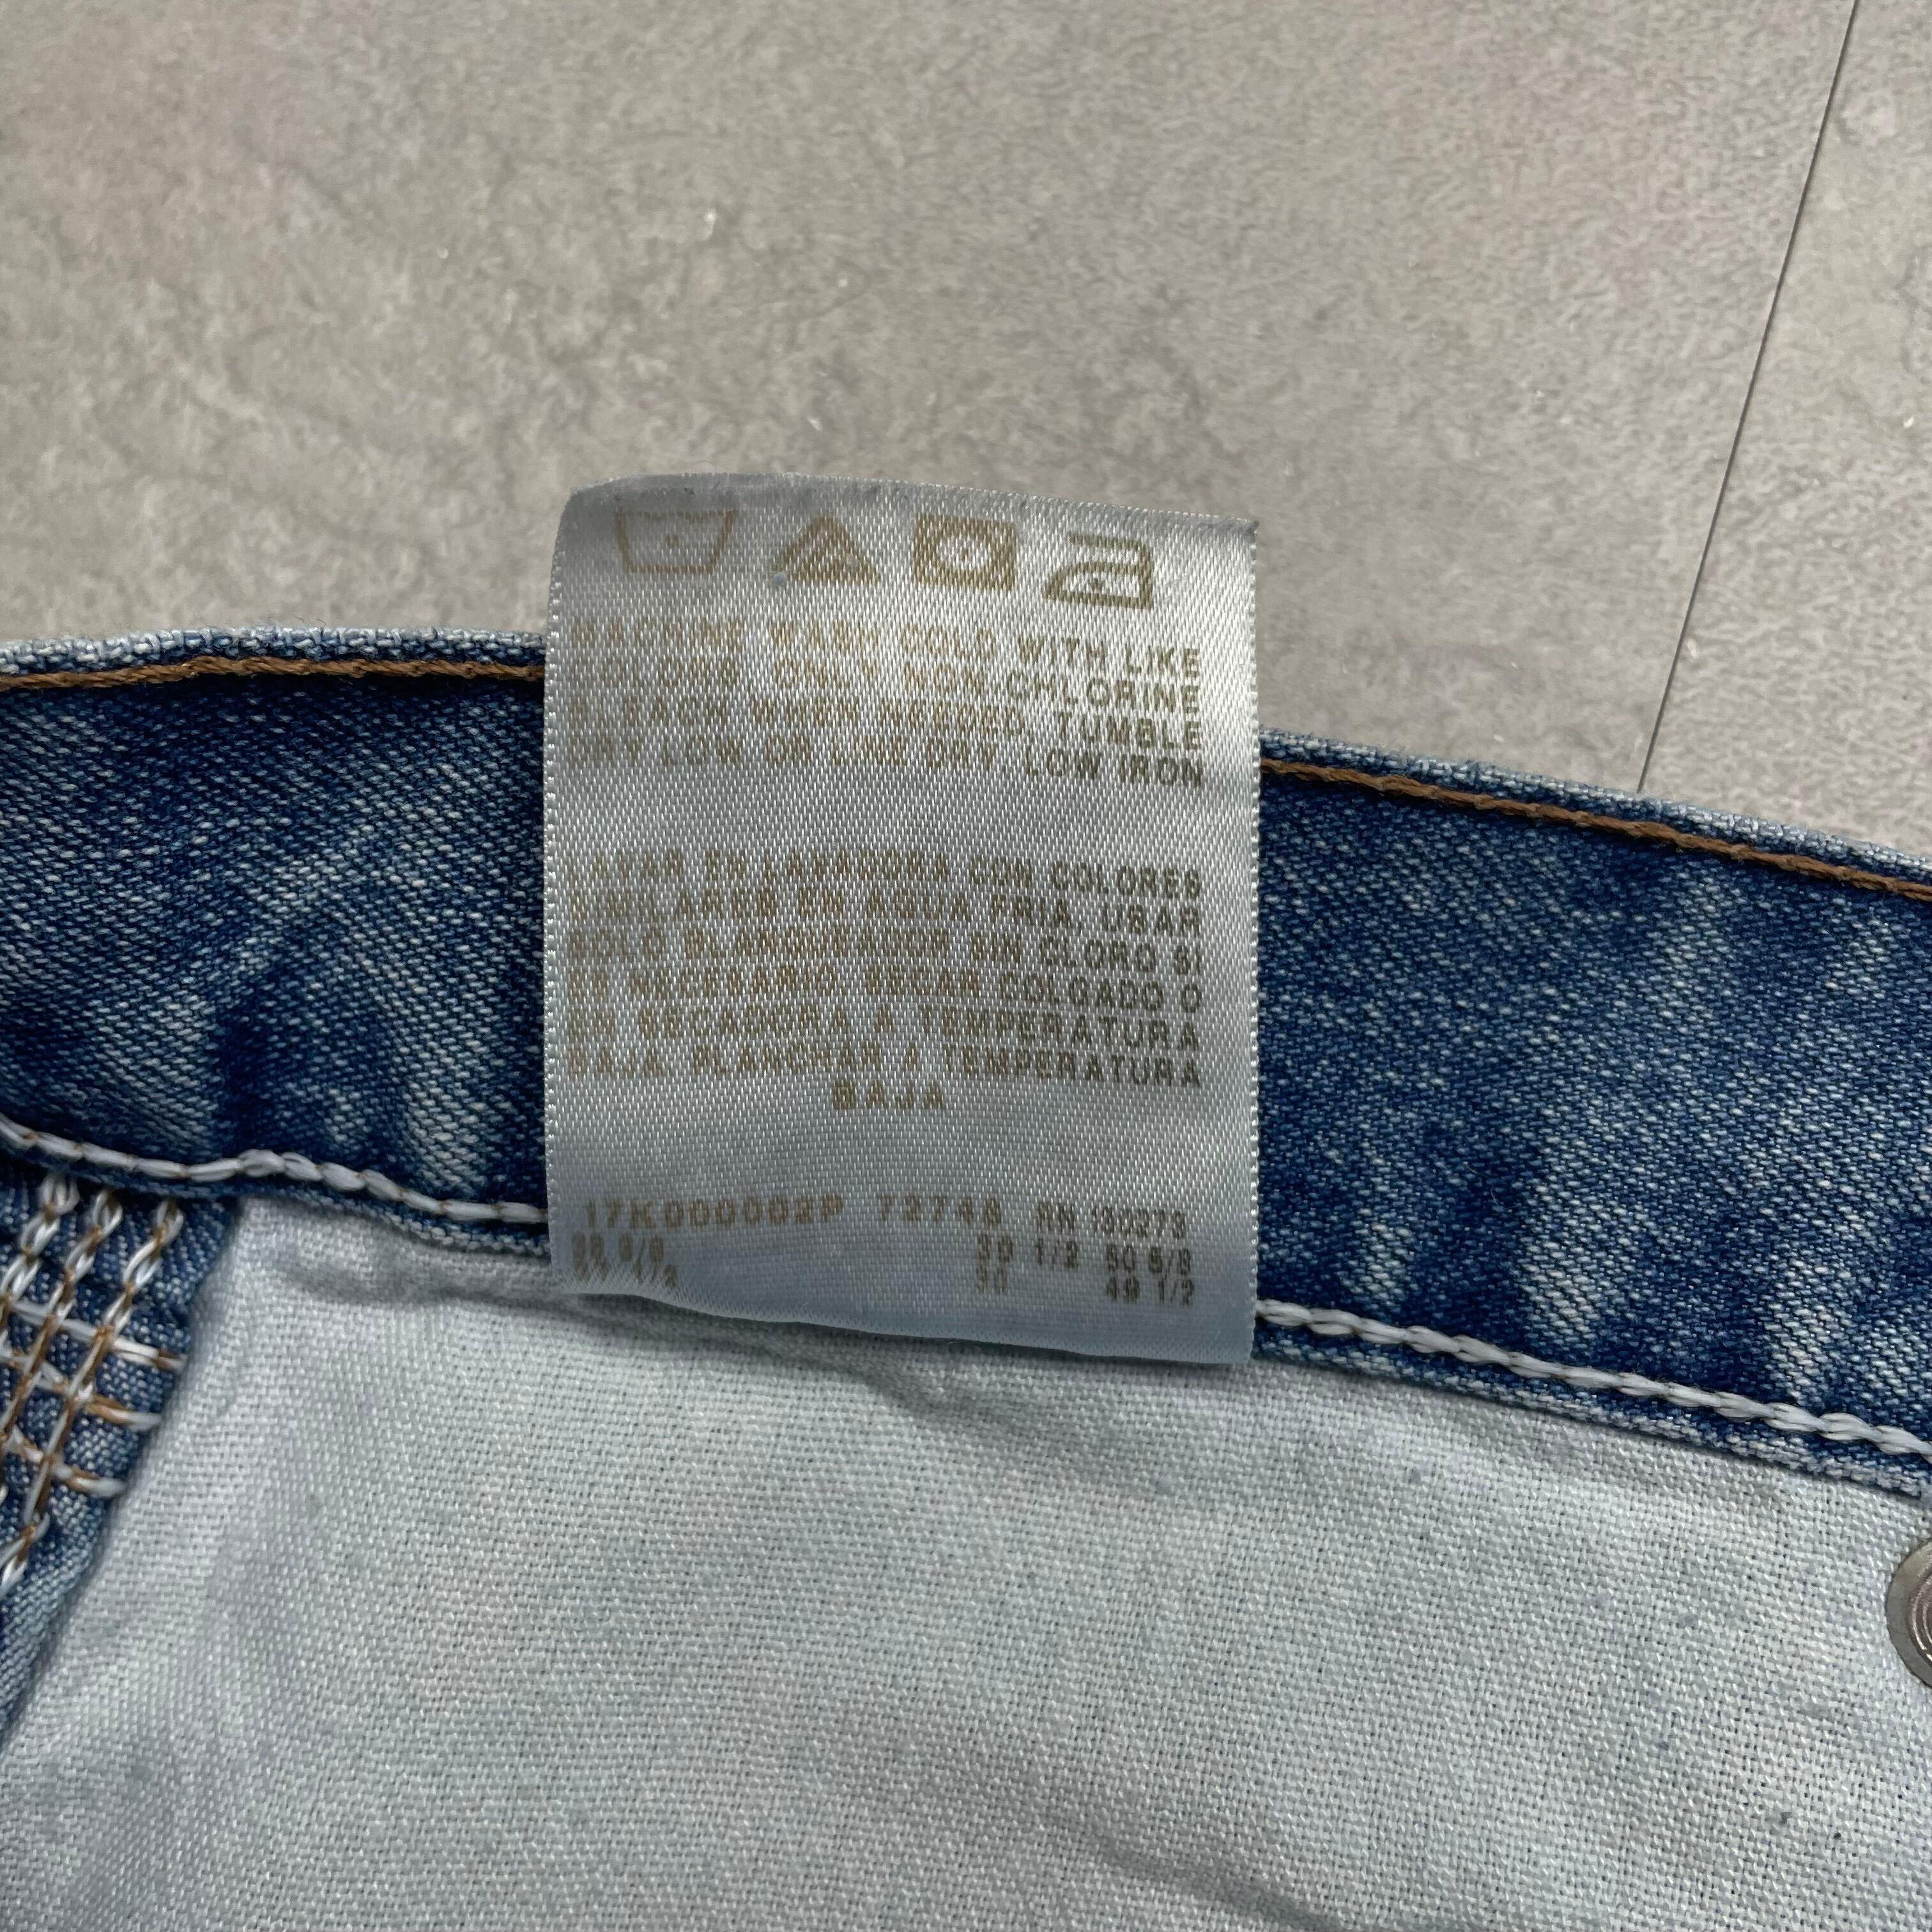 MACHINE WASH COLD WITH LIKE
COLORS. ONLY NON CHLORINE
BLEACH WHEN NEEDED. TUMBLE
DRY LOW OR LINE DRY. LOW IRON
LAVAR EN LAVADORA CON COLORES
SIMILARES EN AGUA FRIA. USAR
SOLO BLANQUEADOR SIN CLORO SI
ES NECESARIO. SECAR COLGADO O
EN SECADORA A TEMPERATURA
BAJA. PLANCHAR A TEMPERATURA
BAJA
17K000002P 72748 RN 130273
30 1/2 50 5/8
30 49 1/2